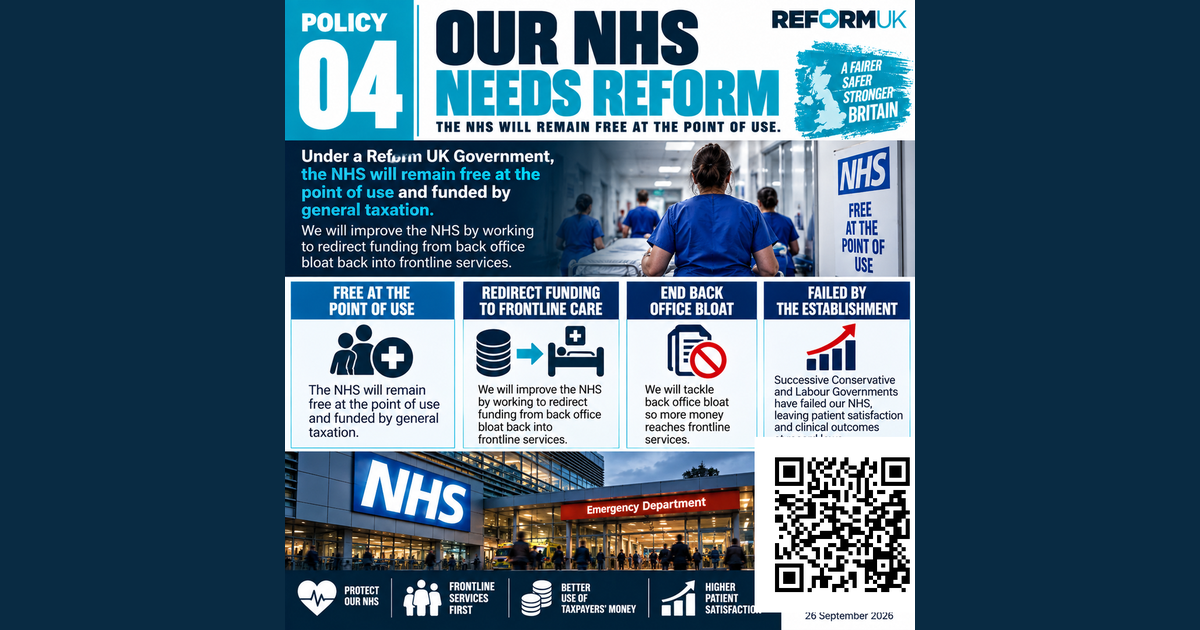 POLICY
04
OUR NHS
NEEDS REFORM
THE NHS WILL REMAIN FREE AT THE POINT OF USE.
REFORM UK
A FAIRER
SAFER
STRONGER
BRITAIN
Under a Reform UK Government,
the NHS will remain free at the
point of use and funded by
general taxation.
We will improve the NHS by working
to redirect funding from back office
bloat back into frontline services.
NHS
FREE
AT THE
POINT OF
USE
FREE AT THE
POINT OF USE
The NHS will remain
free at the point of use
and funded by general
taxation.
REDIRECT FUNDING
TO FRONTLINE CARE
We will improve the NHS
by working to redirect
funding from back office
bloat back into
frontline services.
END BACK
OFFICE BLOAT
We will tackle
back office bloat
so more money
reaches frontline
services.
FAILED BY
THE ESTABLISHMENT
Successive Conservative
and Labour Governments
have failed our NHS,
leaving patient satisfaction
and clinical outcomes
NHS
Emergency Department
PROTECT
OUR NHS
FRONTLINE
SERVICES
FIRST
BETTER
USE OF
TAXPAYERS' MONEY
HIGHER
PATIENT
SATISFACTION
26 September 2026